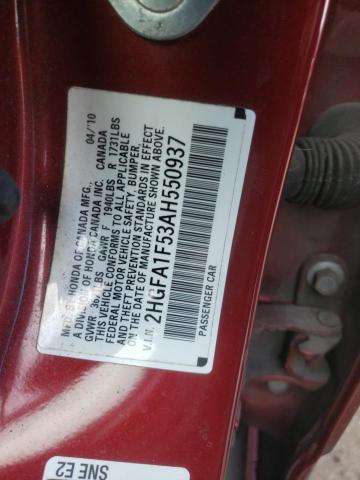 MFD. BY HONDA OF CANADA MFG. 04/10
A DIVISION OF HONDA CANADA INC. CANADA
GVWR LBS GAWR F 1940LBS R 1731LBS
FEDERAL MOTOR VEHICLE SAFETY, BUMPER,
AND THEFT PREVENTION STANDARDS IN EFFECT
ON THE DATE OF MANUFACTURE SHOWN ABOVE.
THIS VEHICLE CONFORMS TO ALL APPLICABLE
V.I.N. 2HGFA1F53AH550937
PASSENGER CAR
SNE E2